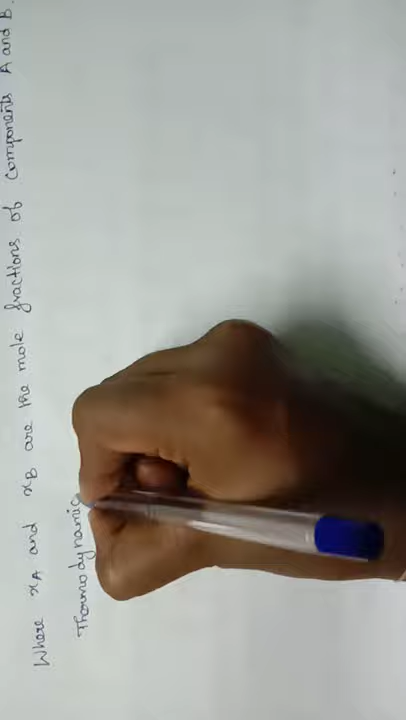 Where xA and xB are the mole fractions of components A and B.
Thermodynamic